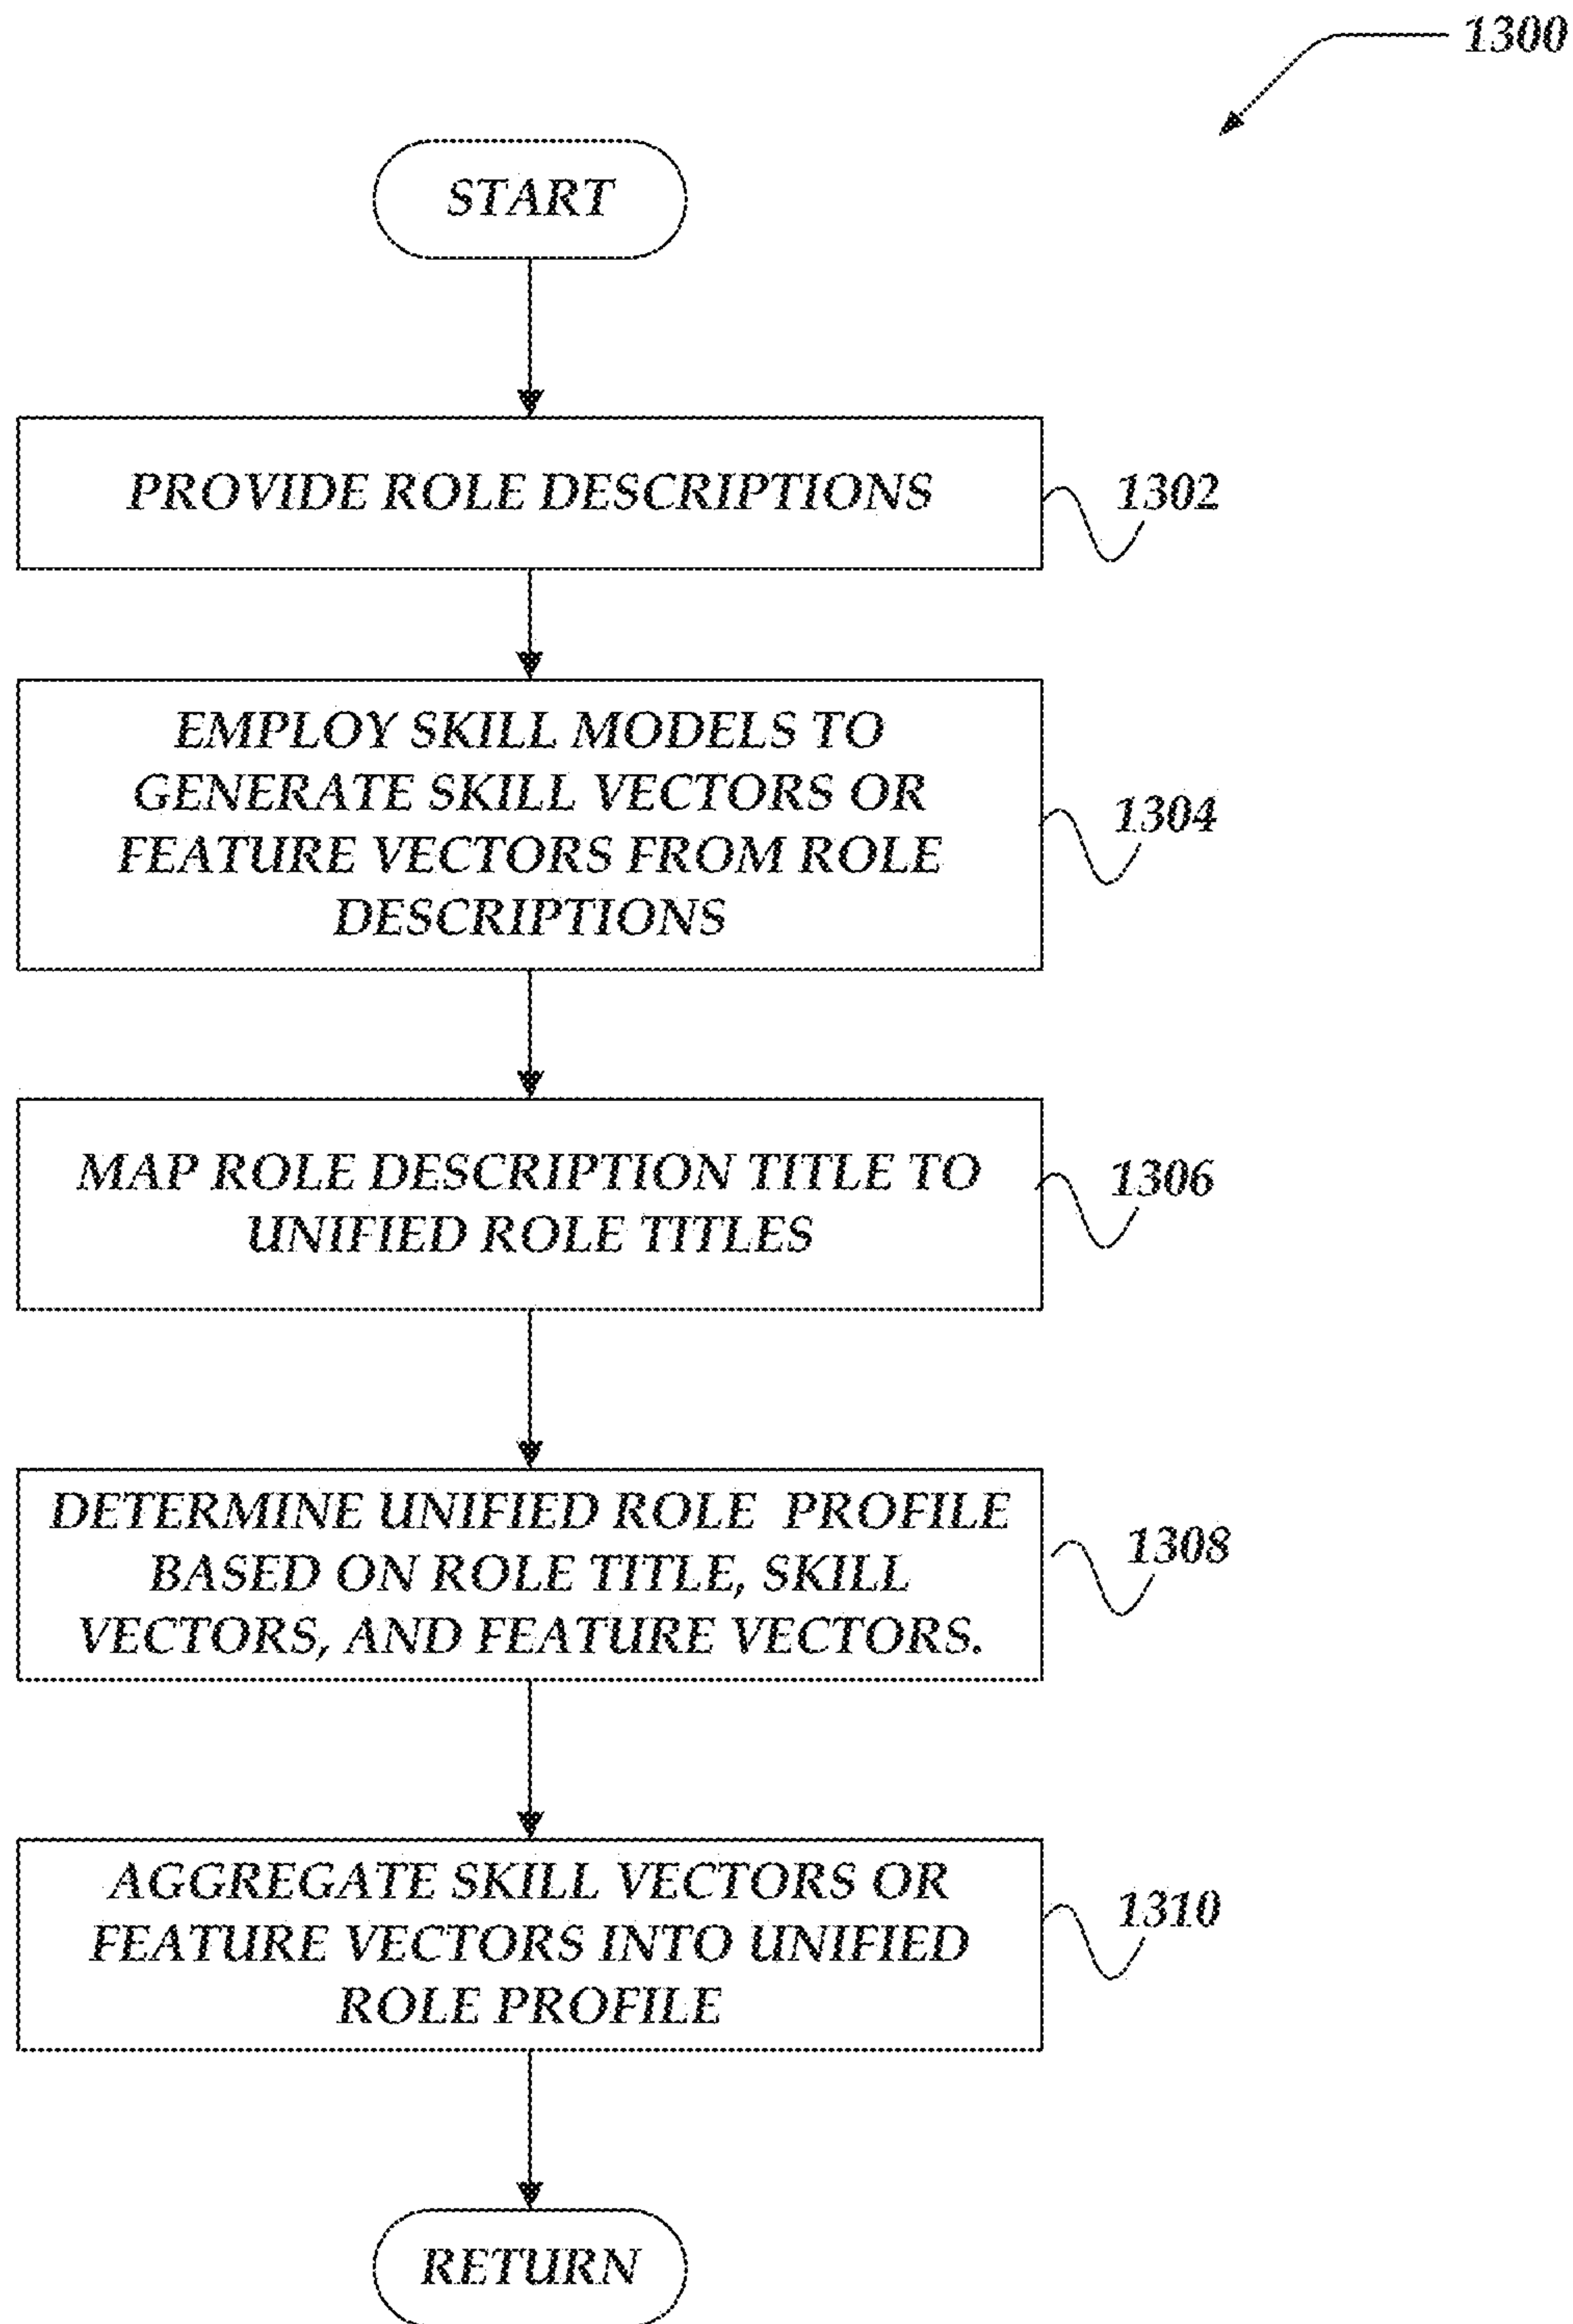 1300
START
PROVIDE ROLE DESCRIPTIONS
1302
EMPLOY SKILL MODELS TO
GENERATE SKILL VECTORS OR
FEATURE VECTORS FROM ROLE
DESCRIPTIONS
1304
MAP ROLE DESCRIPTION TITLE TO
UNIFIED ROLE TITLES
1306
DETERMINE UNIFIED ROLE PROFILE
BASED ON ROLE TITLE, SKILL
VECTORS, AND FEATURE VECTORS.
1308
AGGREGATE SKILL VECTORS OR
FEATURE VECTORS INTO UNIFIED
ROLE PROFILE
1310
RETURN